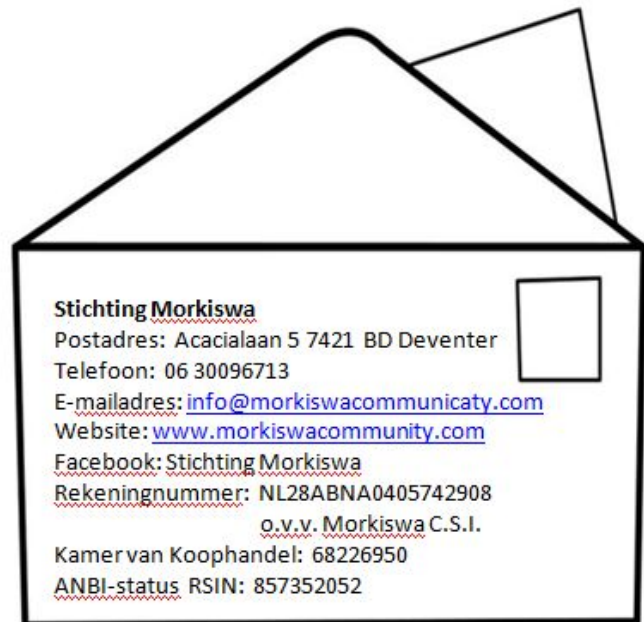 Stichting Morkiswa
Postadres: Acacialaan 5 7421 BD Deventer
Telefoon: 06 30096713
E-mailadres: info@morkiswacommunicaty.com
Website: www.morkiswacommunity.com
Facebook: Stichting Morkiswa
Rekeningnummer: NL28ABNA0405742908
o.v.v. Morkiswa C.S.I.
Kamer van Koophandel: 68226950
ANBI-status RSIN: 857352052